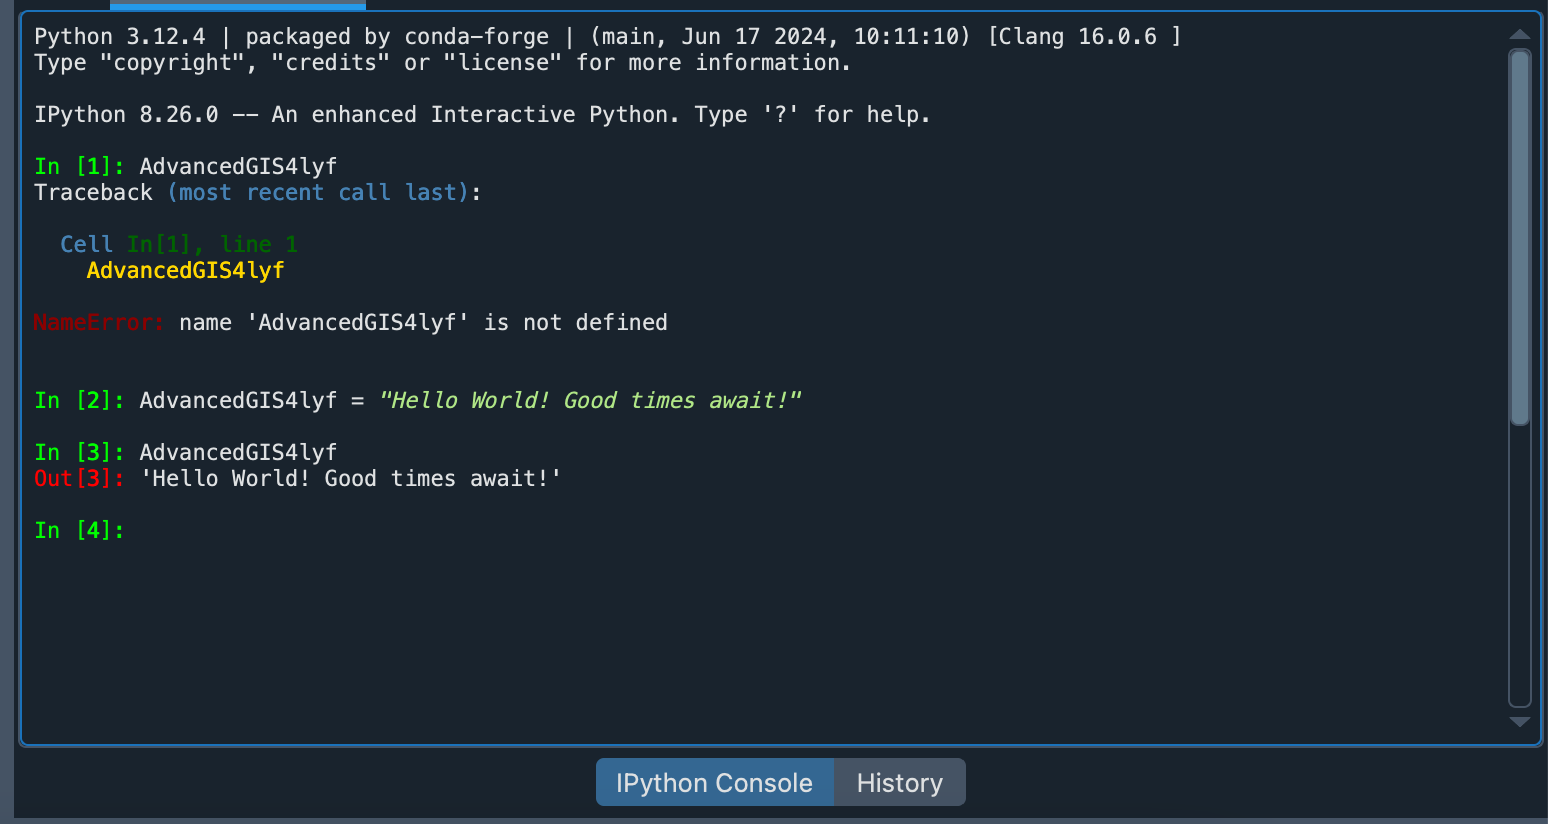 Python 3.12.4 | packaged by conda-forge | (main, Jun 17 2024, 10:11:10) [Clang 16.0.6 ]
Type "copyright", "credits" or "license" for more information.
IPython 8.26.0 -- An enhanced Interactive Python. Type '?' for help.
In [1]: AdvancedGIS4lyf
Traceback (most recent call last):
Cell In[1], line 1
AdvancedGIS4lyf
NameError: name 'AdvancedGIS4lyf' is not defined
In [2]: AdvancedGIS4lyf = "Hello World! Good times await!"
In [3]: AdvancedGIS4lyf
Out[3]: 'Hello World! Good times await!'
In [4]:
IPython Console History